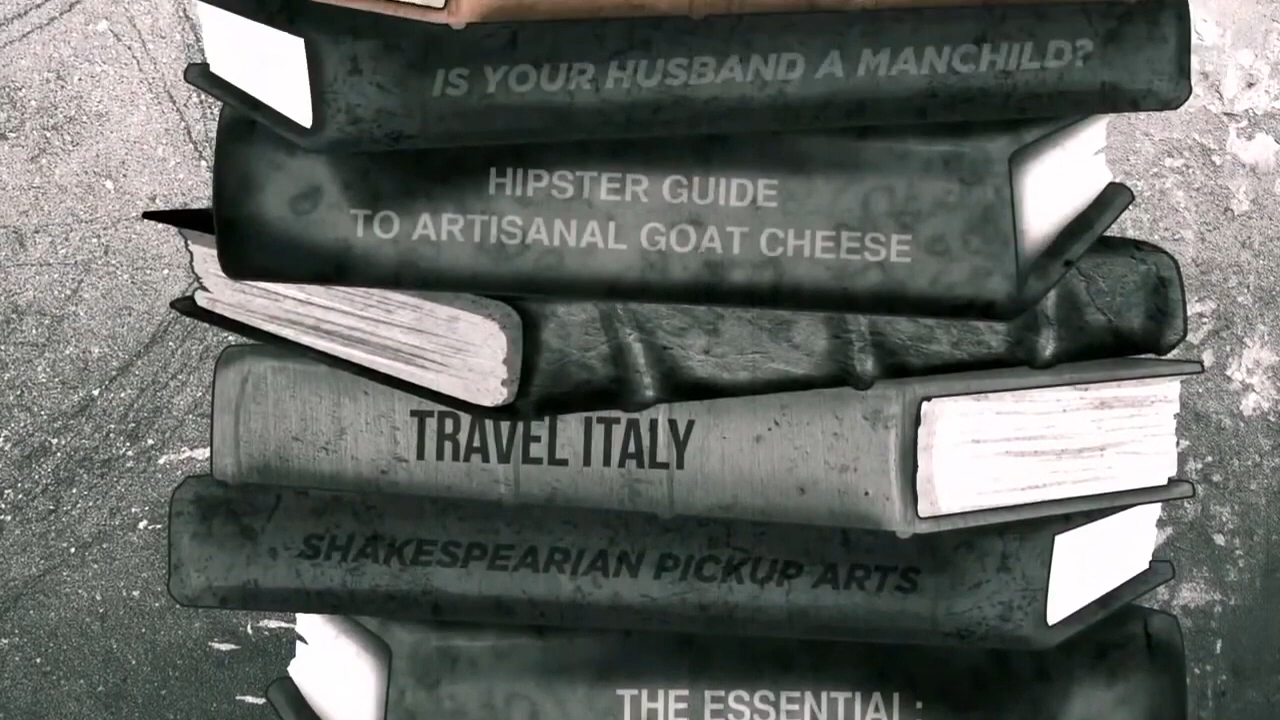 IS YOUR HUSBAND A MANCHILD?
HIPSTER GUIDE
TO ARTISANAL GOAT CHEESE
TRAVEL ITALY
SHAKESPEARIAN PICKUP ARTS
THE ESSENTIAL: